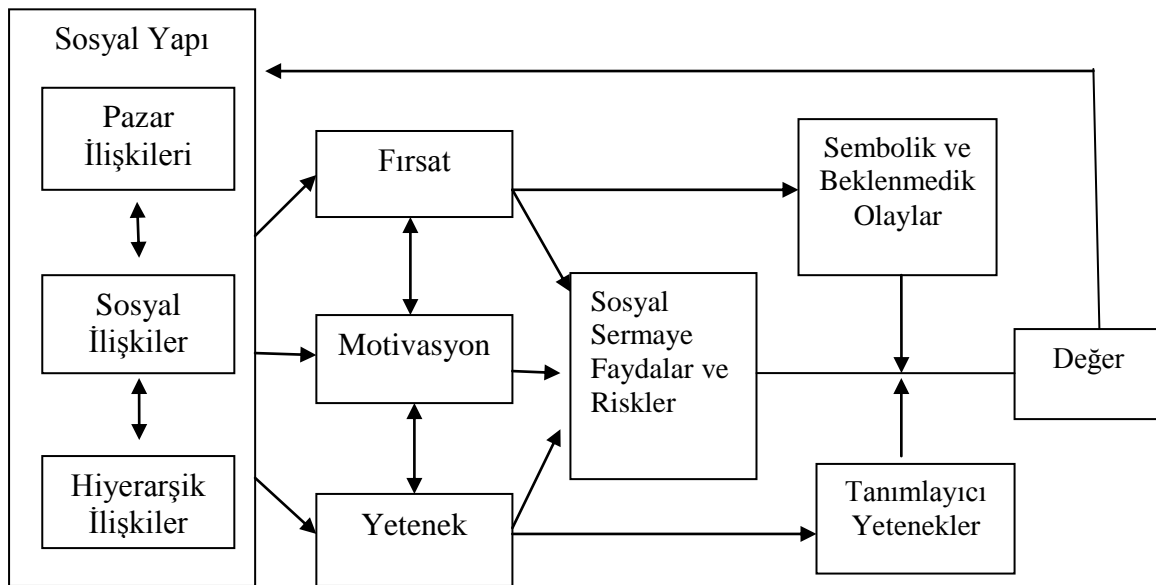 Sosyal Yapı
Pazar
İlişkileri
Sosyal
İlişkiler
Hiyerarşik
İlişkiler
Fırsat
Motivasyon
Yetenek
Sosyal
Sermaye
Faydalar ve
Riskler
Sembolik ve
Beklenmedik
Olaylar
Tanımlayıcı
Yetenekler
Değer